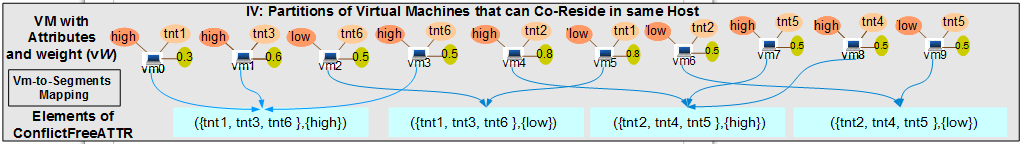 IV: Partitions of Virtual Machines that can Co-Reside in same Host
VM with
Attributes
and weight (vW)
high tnt1 vm0 0.3
high tnt3 vm1 0.6
'low tnt6 vm2 0.5
high tnt6 vm3 0.5
high tnt2 vm4 0.8
'low tnt1 vm5 0.8
'low tnt2 vm6 0.5
high tnt5 vm7 0.5
high tnt4 vm8 0.5
low tnt5 vm9 0.5
Vm-to-Segments
Mapping
Elements of
ConflictFreeATTR
({tnt1, tnt3, tnt6 },{high})
({tnt1, tnt3, tnt6 },{low})
({tnt2, tnt4, tnt5 },{high})
({tnt2, tnt4, tnt5 },{low})